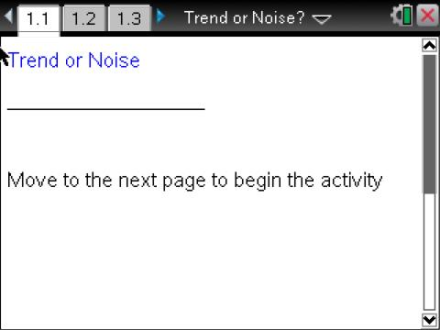 1.1 1.2 1.3 Trend or Noise?
Trend or Noise
Move to the next page to begin the activity